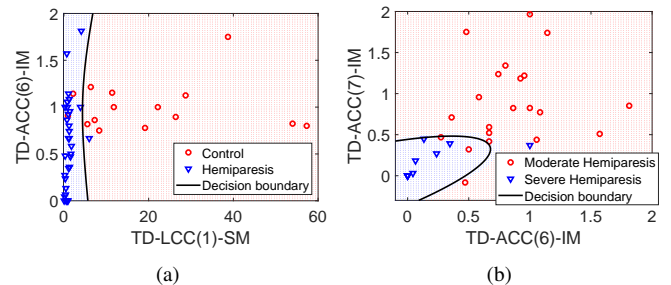 (a)
2
1.5
1
0.5
0
TD-ACC(6)-IM
Control
Hemiparesis
Decision boundary
0
20
40
60
TD-LCC(1)-SM
(a)
(b)
2
1.5
1
0.5
0
TD-ACC(7)-IM
Moderate Hemiparesis
Severe Hemiparesis
Decision boundary
0
0.5
1
1.5
2
TD-ACC(6)-IM
(b)